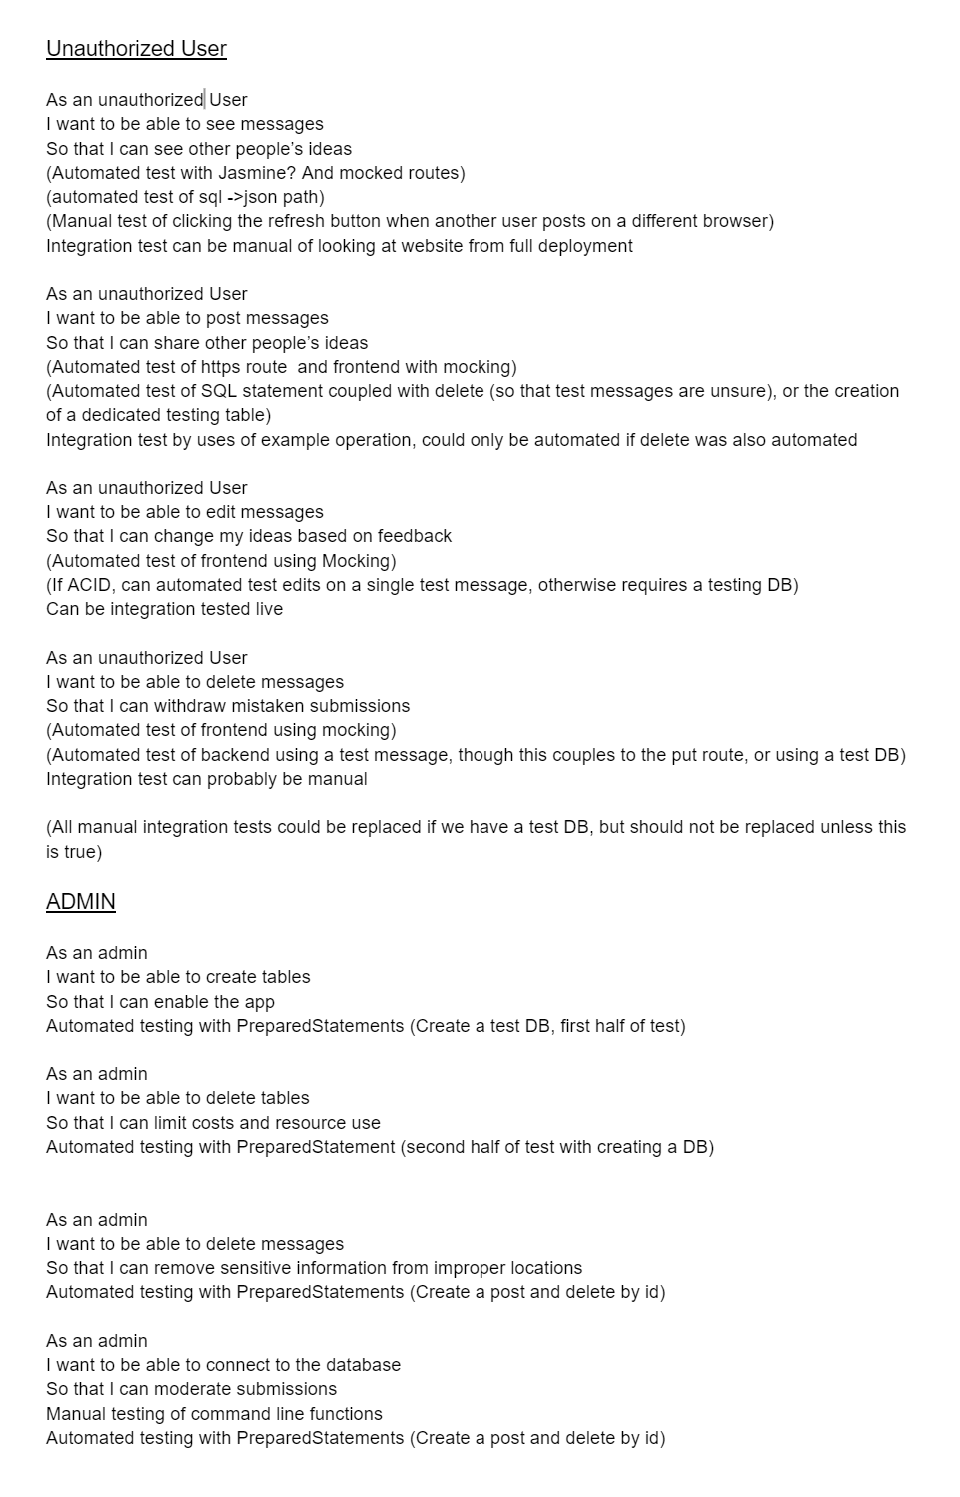 Unauthorized User
As an unauthorized User
I want to be able to see messages
So that I can see other people’s ideas
(Automated test with Jasmine? And mocked routes)
(automated test of sql ->json path)
(Manual test of clicking the refresh button when another user posts on a different browser)
Integration test can be manual of looking at website from full deployment
As an unauthorized User
I want to be able to post messages
So that I can share other people’s ideas
(Automated test of https route  and frontend with mocking)
(Automated test of SQL statement coupled with delete (so that test messages are unsure), or the creation
of a dedicated testing table)
Integration test by uses of example operation, could only be automated if delete was also automated
As an unauthorized User
I want to be able to edit messages
So that I can change my ideas based on feedback
(Automated test of frontend using Mocking)
(If ACID, can automated test edits on a single test message, otherwise requires a testing DB)
Can be integration tested live
As an unauthorized User
I want to be able to delete messages
So that I can withdraw mistaken submissions
(Automated test of frontend using mocking)
(Automated test of backend using a test message, though this couples to the put route, or using a test DB)
Integration test can probably be manual
(All manual integration tests could be replaced if we have a test DB, but should not be replaced unless this
is true)
ADMIN
As an admin
I want to be able to create tables
So that I can enable the app
Automated testing with PreparedStatements (Create a test DB, first half of test)
As an admin
I want to be able to delete tables
So that I can limit costs and resource use
Automated testing with PreparedStatement (second half of test with creating a DB)
As an admin
I want to be able to delete messages
So that I can remove sensitive information from improper locations
Automated testing with PreparedStatements (Create a post and delete by id)
As an admin
I want to be able to connect to the database
So that I can moderate submissions
Manual testing of command line functions
Automated testing with PreparedStatements (Create a post and delete by id)